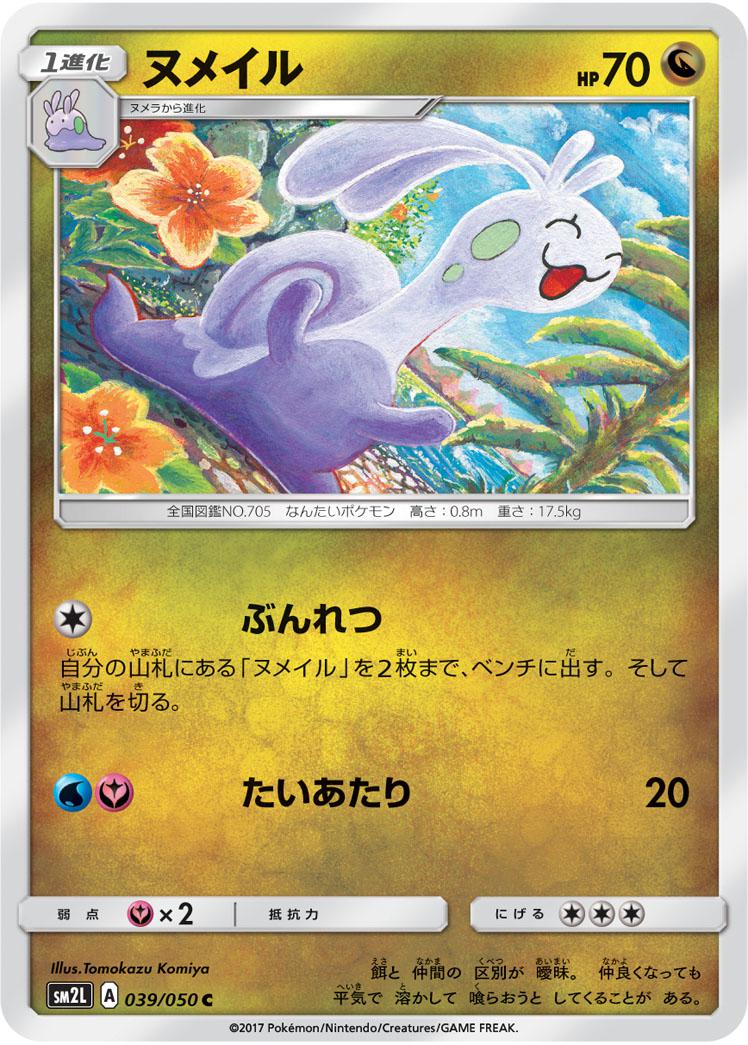 1進化
ヌメイル
HP70
ヌメラから進化
全国図鑑NO.705 なんたいポケモン 高さ：0.8m 重さ：17.5kg
ぶんれつ
自分の山札にある「ヌメイル」を2枚まで、ベンチに出す。そして
山札を切る。
たいあたり 20
弱点 ×2 抵抗力 にげる
Illus.Tomokazu Komiya
餌と 仲間の 区別が 曖昧。 仲良くなっても
平気で 溶かして 喰らおうと してくることが ある。
SM2L A 039/050 C
©2017 Pokémon/Nintendo/Creatures/GAME FREAK.